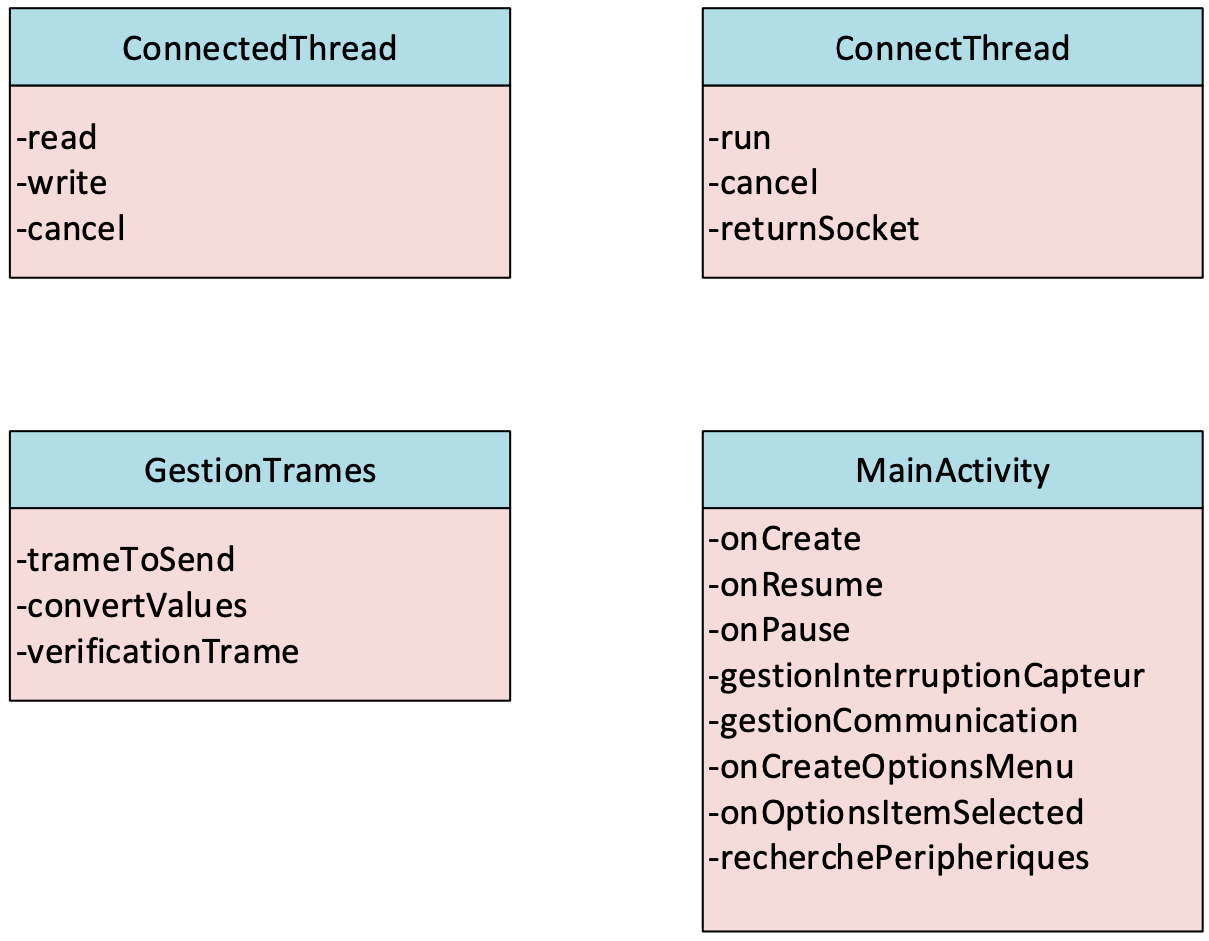 ConnectedThread
-read
-write
-cancel
ConnectThread
-run
-cancel
-returnSocket
GestionTrames
-trameToSend
-convertValues
-verificationTrame
MainActivity
-onCreate
-onResume
-onPause
-gestionInterruptionCapteur
-gestionCommunication
-onCreateOptionsMenu
-onOptionsItemSelected
-recherchePeripheriques